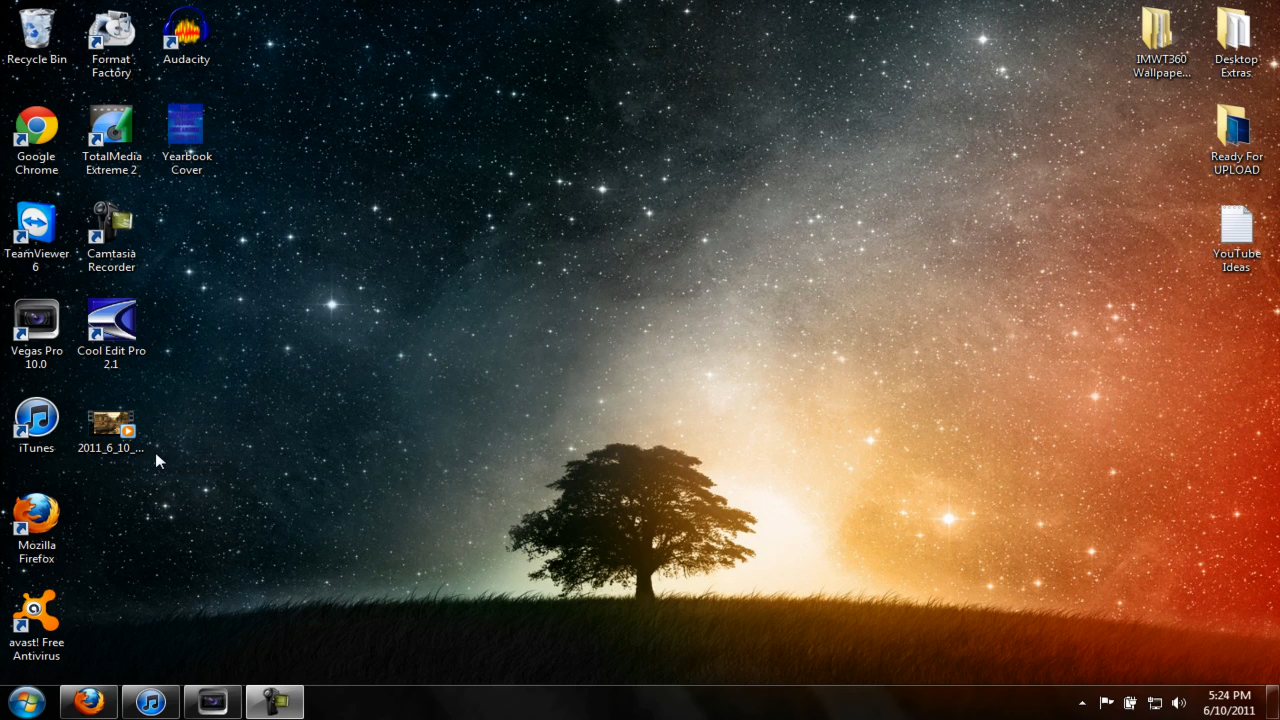 Recycle Bin
Format
Factory
Audacity
Google
Chrome
TotalMedia
Extreme 2
Yearbook
Cover
TeamViewer
6
Camtasia
Recorder
Vegas Pro
10.0
Cool Edit Pro
2.1
iTunes
2011_6_10_...
Mozilla
Firefox
avast! Free
Antivirus
IMWT360
Wallpape...
Desktop
Extras
Ready For
UPLOAD
YouTube
Ideas
5:24 PM
6/10/2011